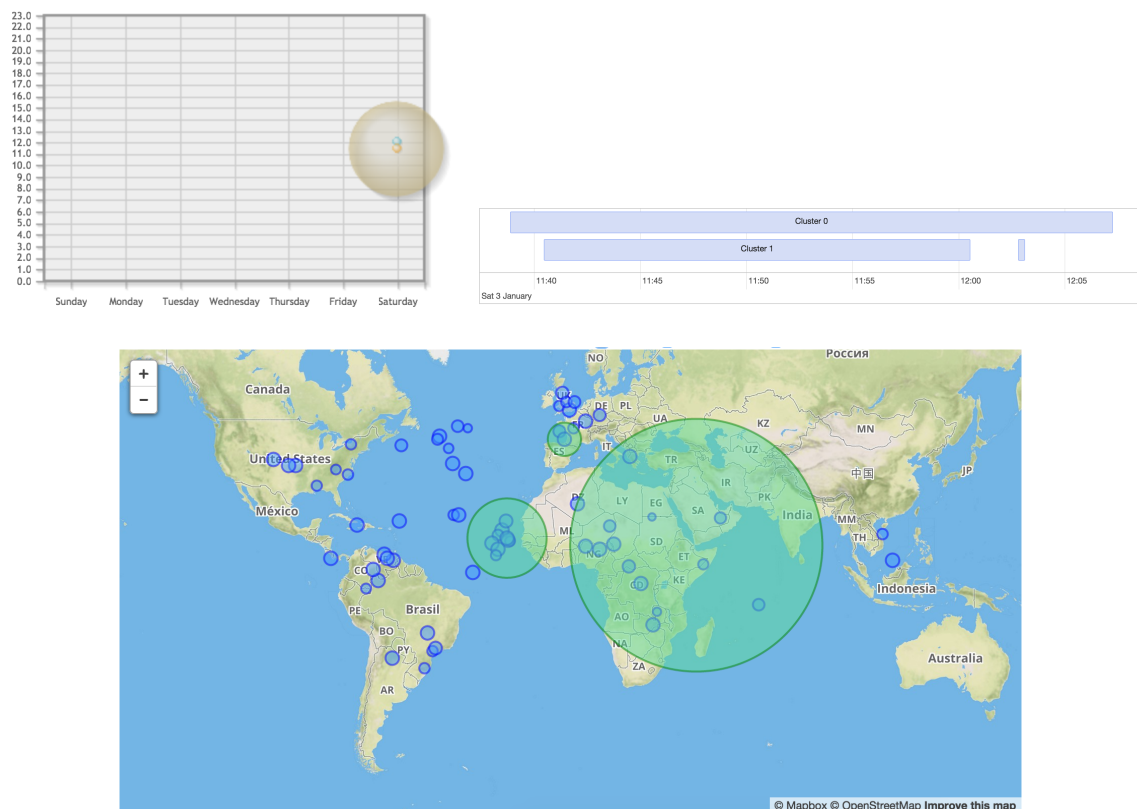 23.0
22.0
21.0
20.0
19.0
18.0
17.0
16.0
15.0
14.0
13.0
12.0
11.0
10.0
9.0
8.0
7.0
6.0
5.0
4.0
3.0
2.0
1.0
0.0
Sunday Monday Tuesday Wednesday Thursday Friday Saturday
Cluster 0
Cluster 1
11:40 11:45 11:50 11:55 12:00 12:05
Sat 3 January
+
−
NO
Россия
Canada
UK
DE PL
UA
KZ
MN
FR
ES
IT
TR
UZ
United States
中国
JP
IR
PK
México
DZ
LY
EG
SA
India
ML
MM
TH
NG
SD
ET
CO
CD
KE
Indonesia
PE
Brasil
AO
BO
PY
NA
ZA
Australia
AR
© Mapbox © OpenStreetMap Improve this map